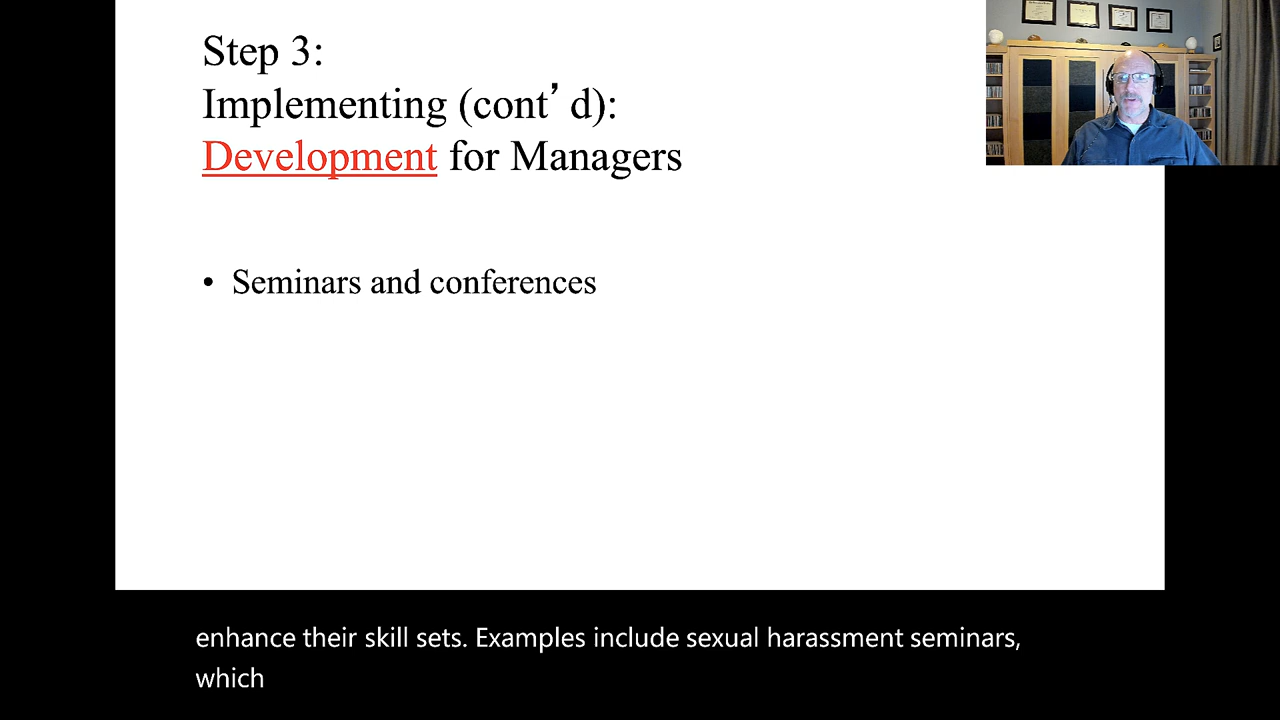 Step 3:
Implementing (cont’d):
Development for Managers
• Seminars and conferences
enhance their skill sets. Examples include sexual harassment seminars,
which